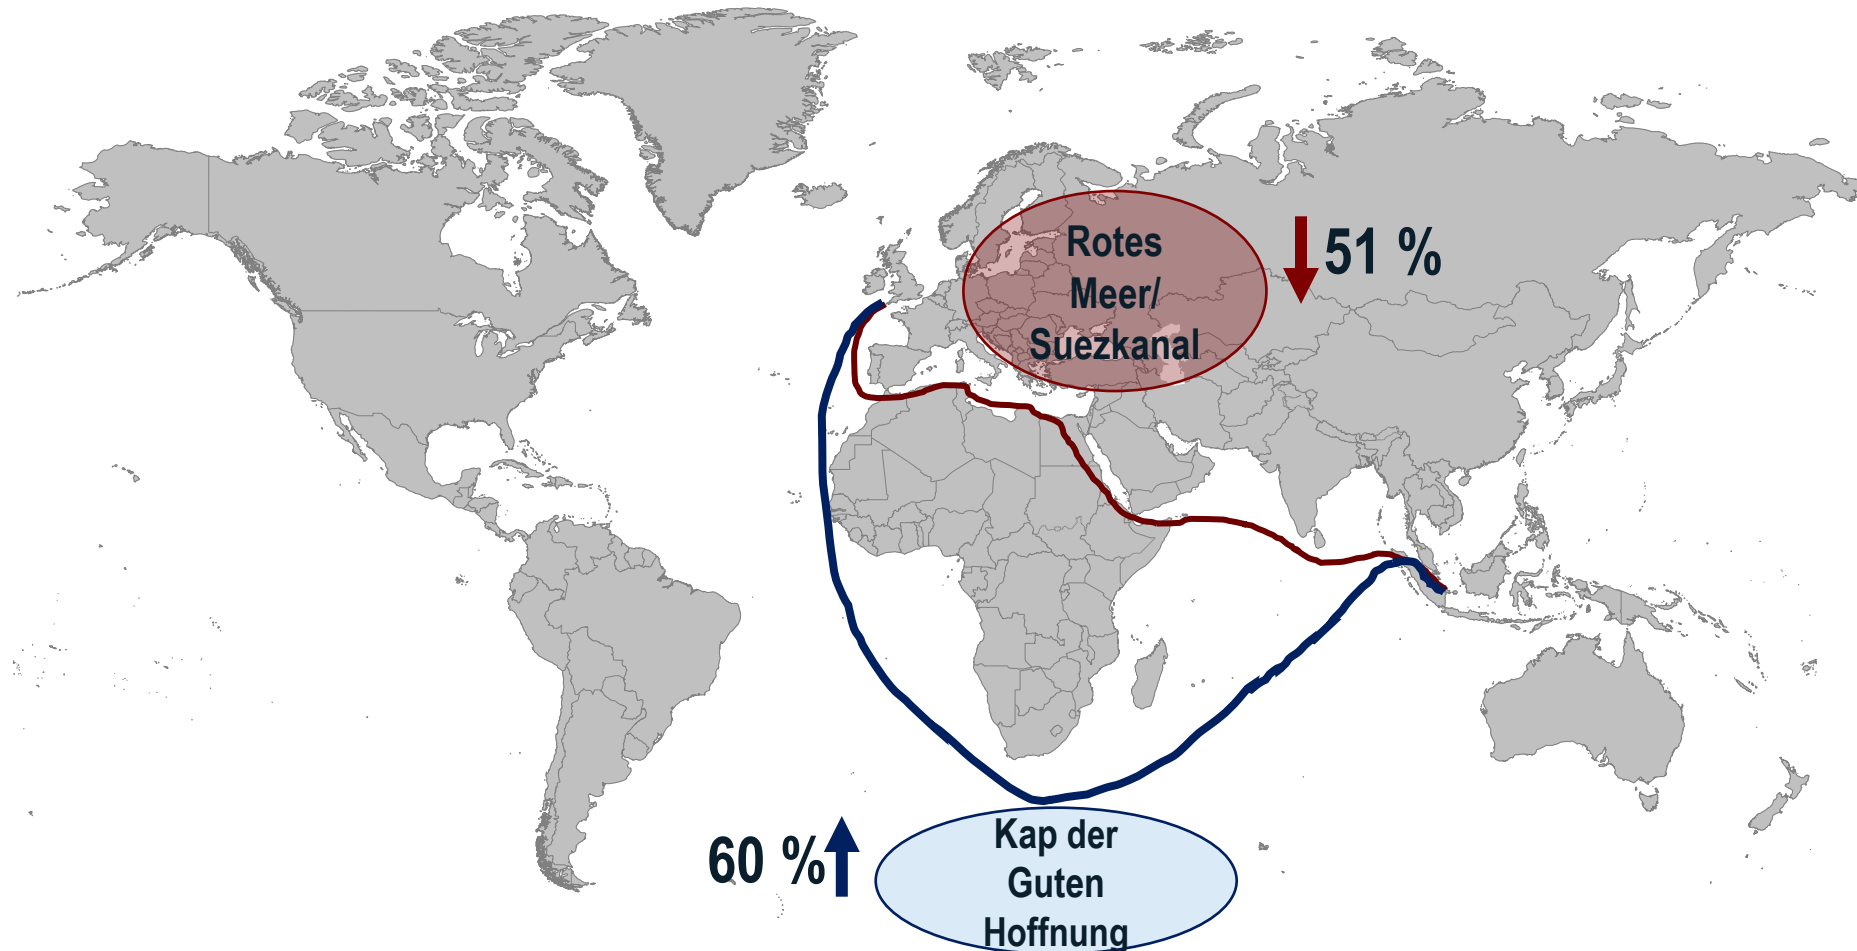 Rotes
Meer/
Suezkanal
51 %
60 %
Kap der
Guten
Hoffnung